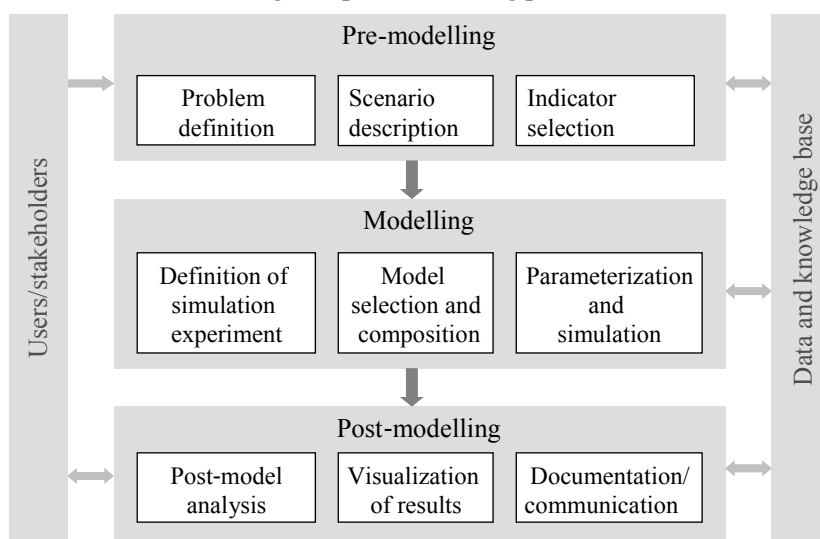 Pre-modelling
Problem
definition
Scenario
description
Indicator
selection
Modelling
Definition of
simulation
experiment
Model
selection and
composition
Parameterization
and
simulation
Post-modelling
Post-model
analysis
Visualization
of results
Documentation/
communication
Users/stakeholders
Data and knowledge base